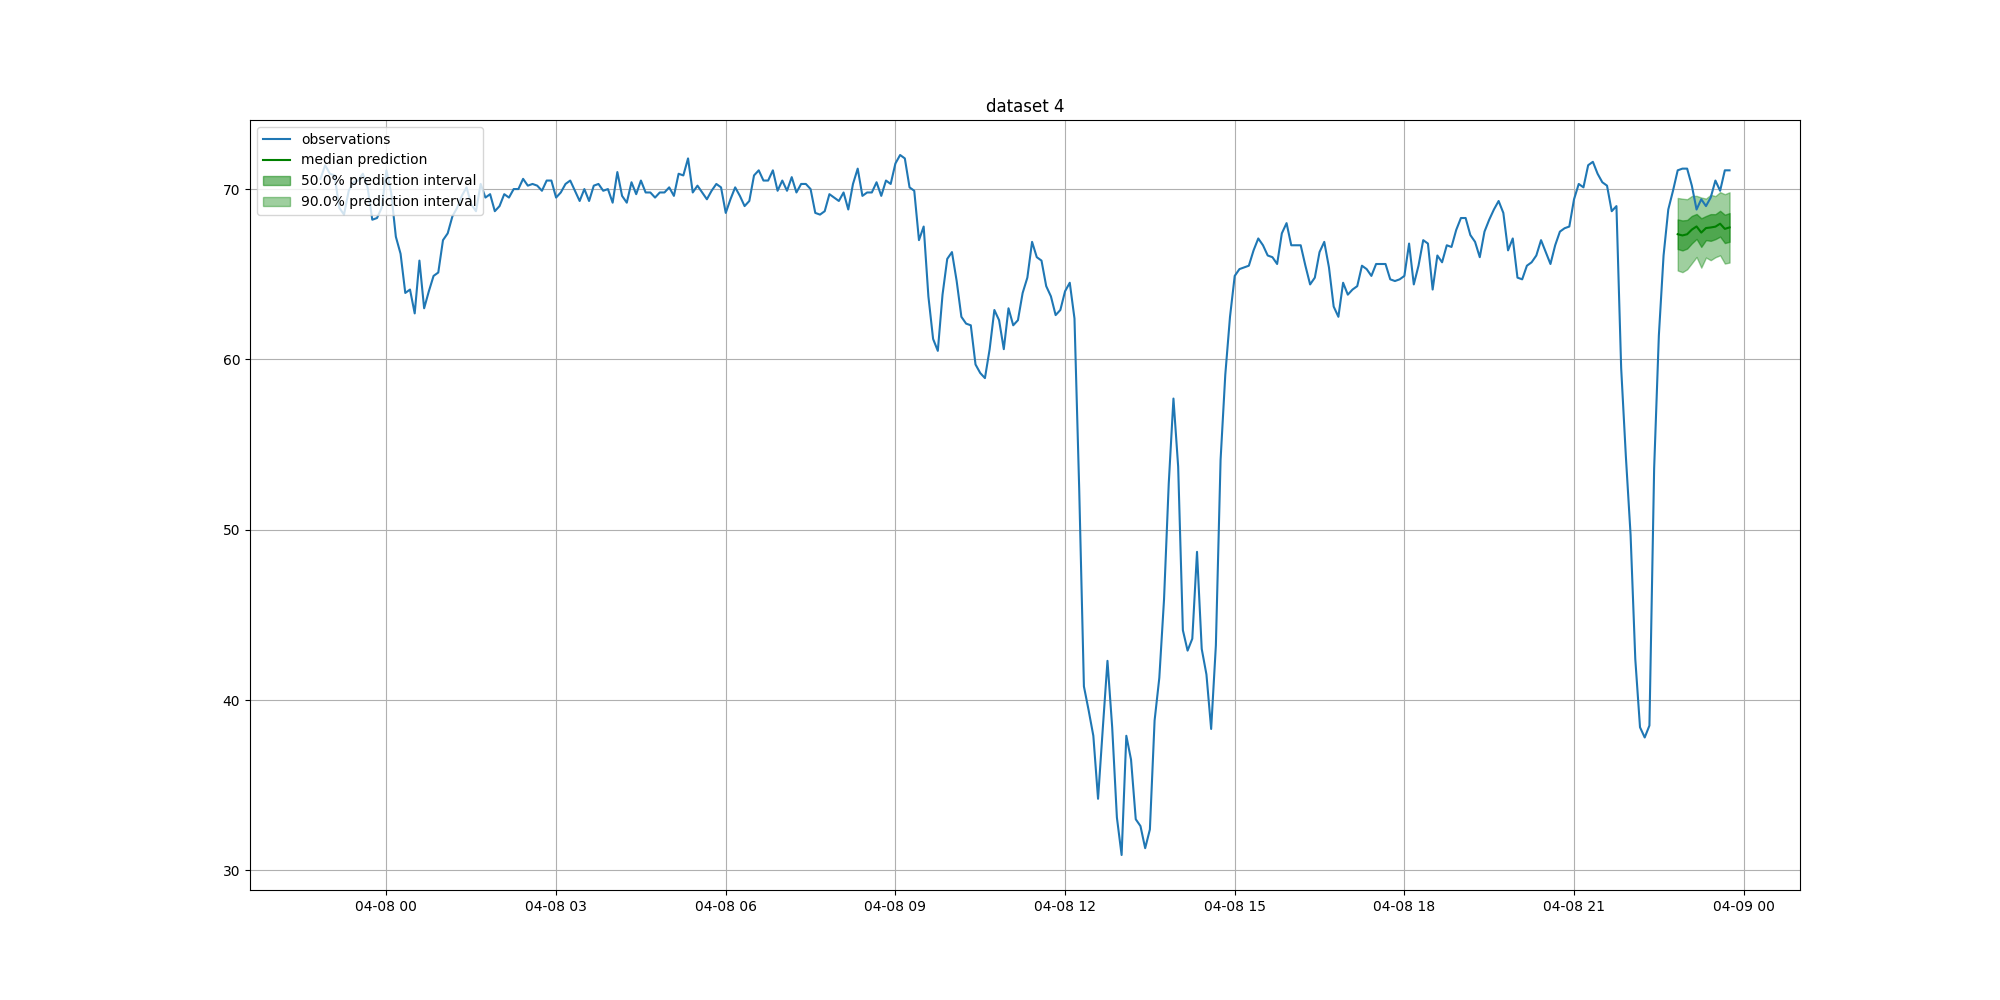 dataset 4
observations
median prediction
50.0% prediction interval
90.0% prediction interval
70
60
50
40
30
04-08 00
04-08 03
04-08 06
04-08 09
04-08 12
04-08 15
04-08 18
04-08 21
04-09 00